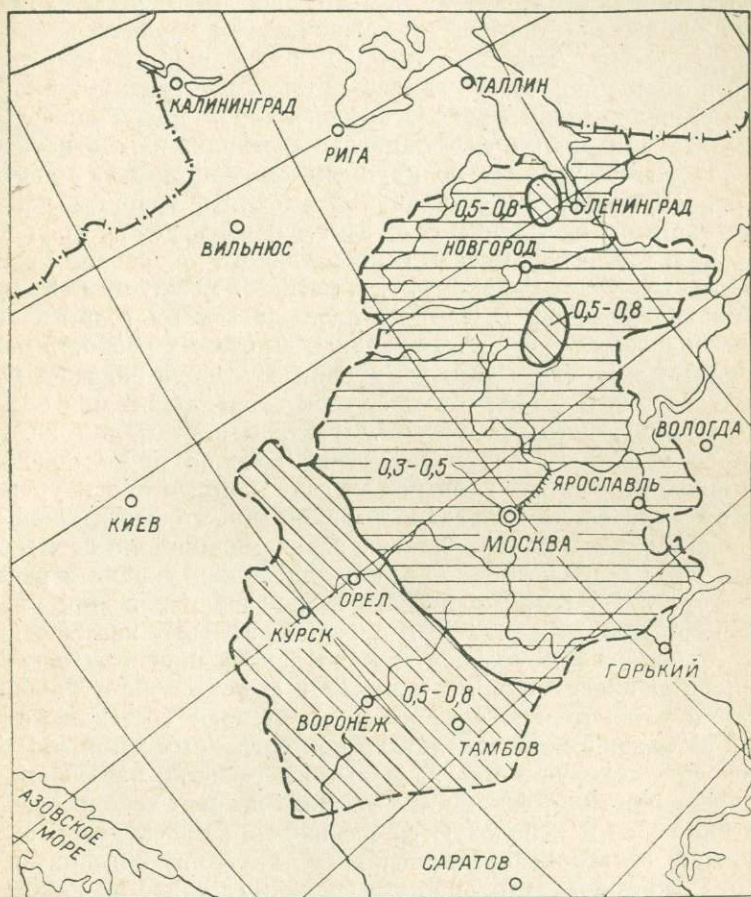 КАЛИНИНГРАД
ТАЛЛИН
РИГА
0,5-0,8
ЛЕНИНГРАД
ВИЛЬНЮС
НОВГОРОД
0,5-0,8
ВОЛОГДА
0,3-0,5
ЯРОСЛАВЛЬ
КИЕВ
МОСКВА
ОРЕЛ
КУРСК
ГОРЬКИЙ
0,5-0,8
ВОРОНЕЖ
ТАМБОВ
АЗОВСКОЕ
МОРЕ
САРАТОВ